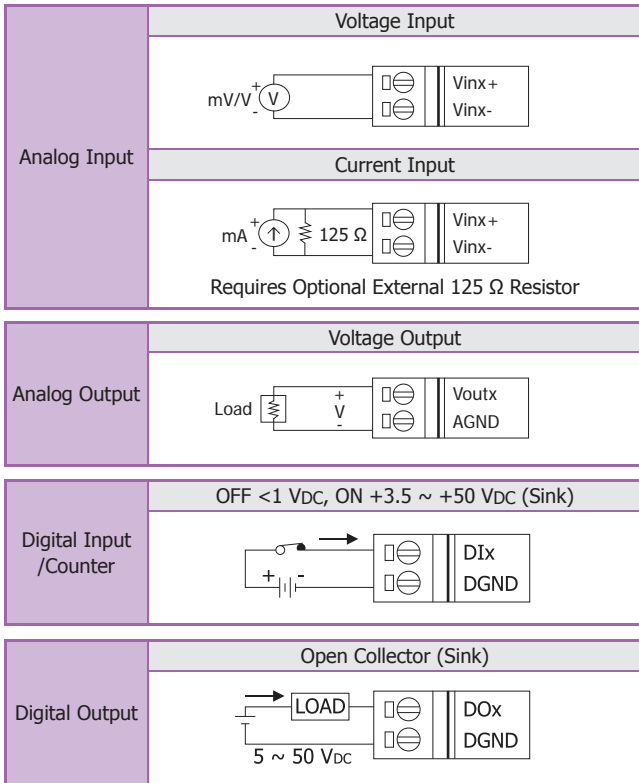 Analog Input
Voltage Input
mV/V
+
V
-
Vinx+
Vinx-
Current Input
mA
+
-
125 Ω
Vinx+
Vinx-
Requires Optional External 125 Ω Resistor
Analog Output
Voltage Output
Load
+
V
-
Voutx
AGND
Digital Input
/Counter
OFF <1 VDC, ON +3.5 ~ +50 VDC (Sink)
+ -
DIx
DGND
Digital Output
Open Collector (Sink)
LOAD
5 ~ 50 VDC
DOx
DGND